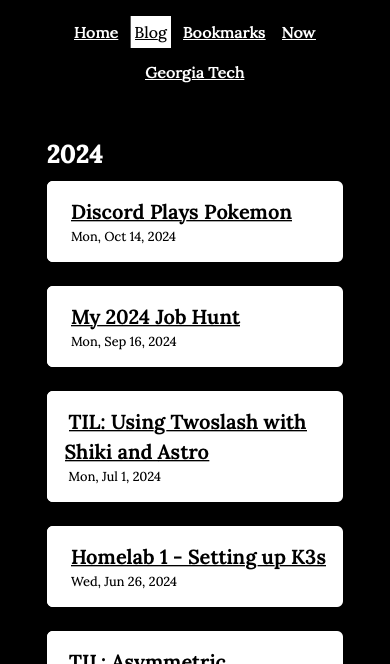 Home Blog Bookmarks Now
Georgia Tech
2024
Discord Plays Pokemon
Mon, Oct 14, 2024
My 2024 Job Hunt
Mon, Sep 16, 2024
TIL: Using Twoslash with
Shiki and Astro
Mon, Jul 1, 2024
Homelab 1 - Setting up K3s
Wed, Jun 26, 2024
TIL: Asymmetric